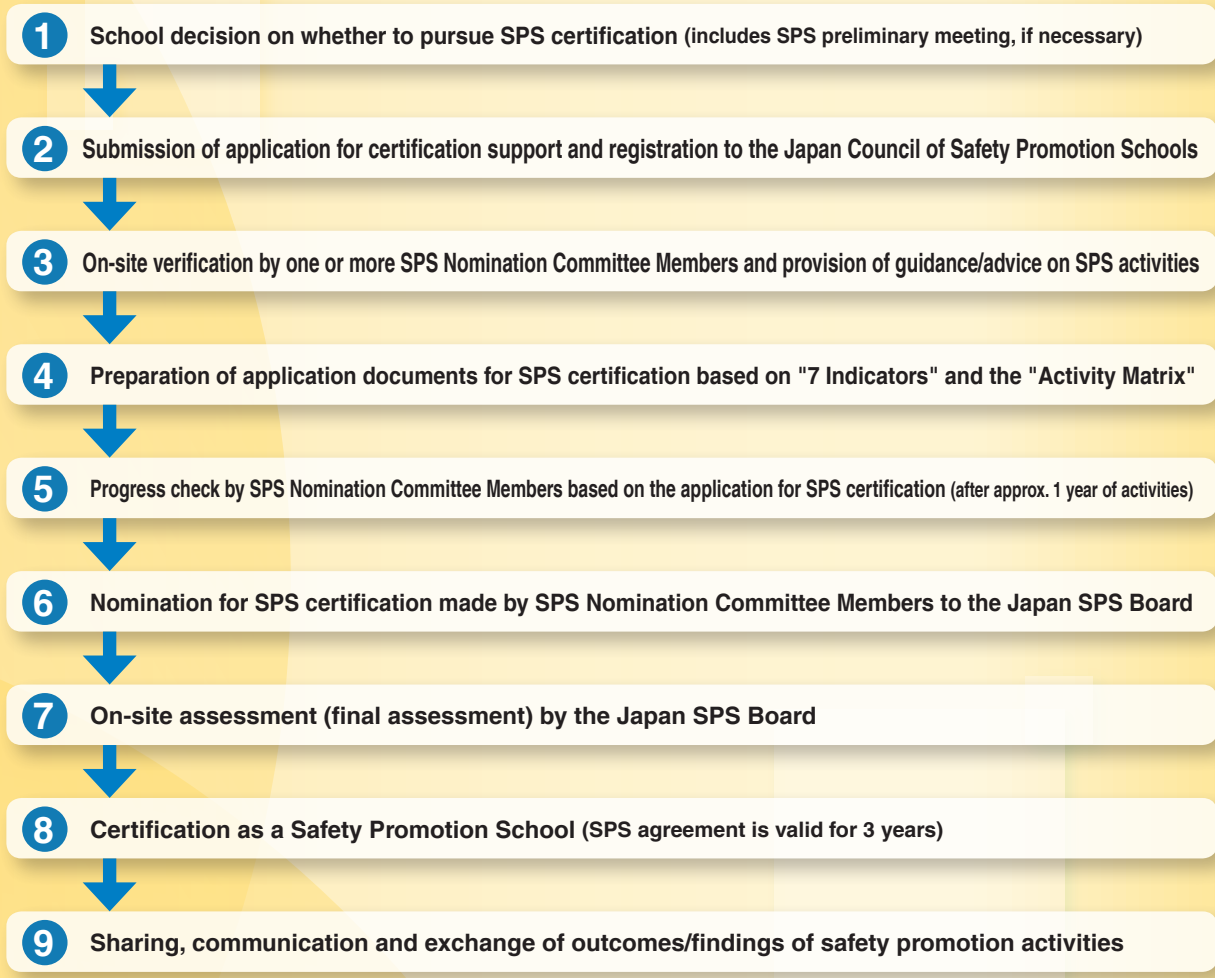 1 School decision on whether to pursue SPS certification (includes SPS preliminary meeting, if necessary)
2 Submission of application for certification support and registration to the Japan Council of Safety Promotion Schools
3 On-site verification by one or more SPS Nomination Committee Members and provision of guidance/advice on SPS activities
4 Preparation of application documents for SPS certification based on "7 Indicators" and the "Activity Matrix"
5 Progress check by SPS Nomination Committee Members based on the application for SPS certification (after approx. 1 year of activities)
6 Nomination for SPS certification made by SPS Nomination Committee Members to the Japan SPS Board
7 On-site assessment (final assessment) by the Japan SPS Board
8 Certification as a Safety Promotion School (SPS agreement is valid for 3 years)
9 Sharing, communication and exchange of outcomes/findings of safety promotion activities